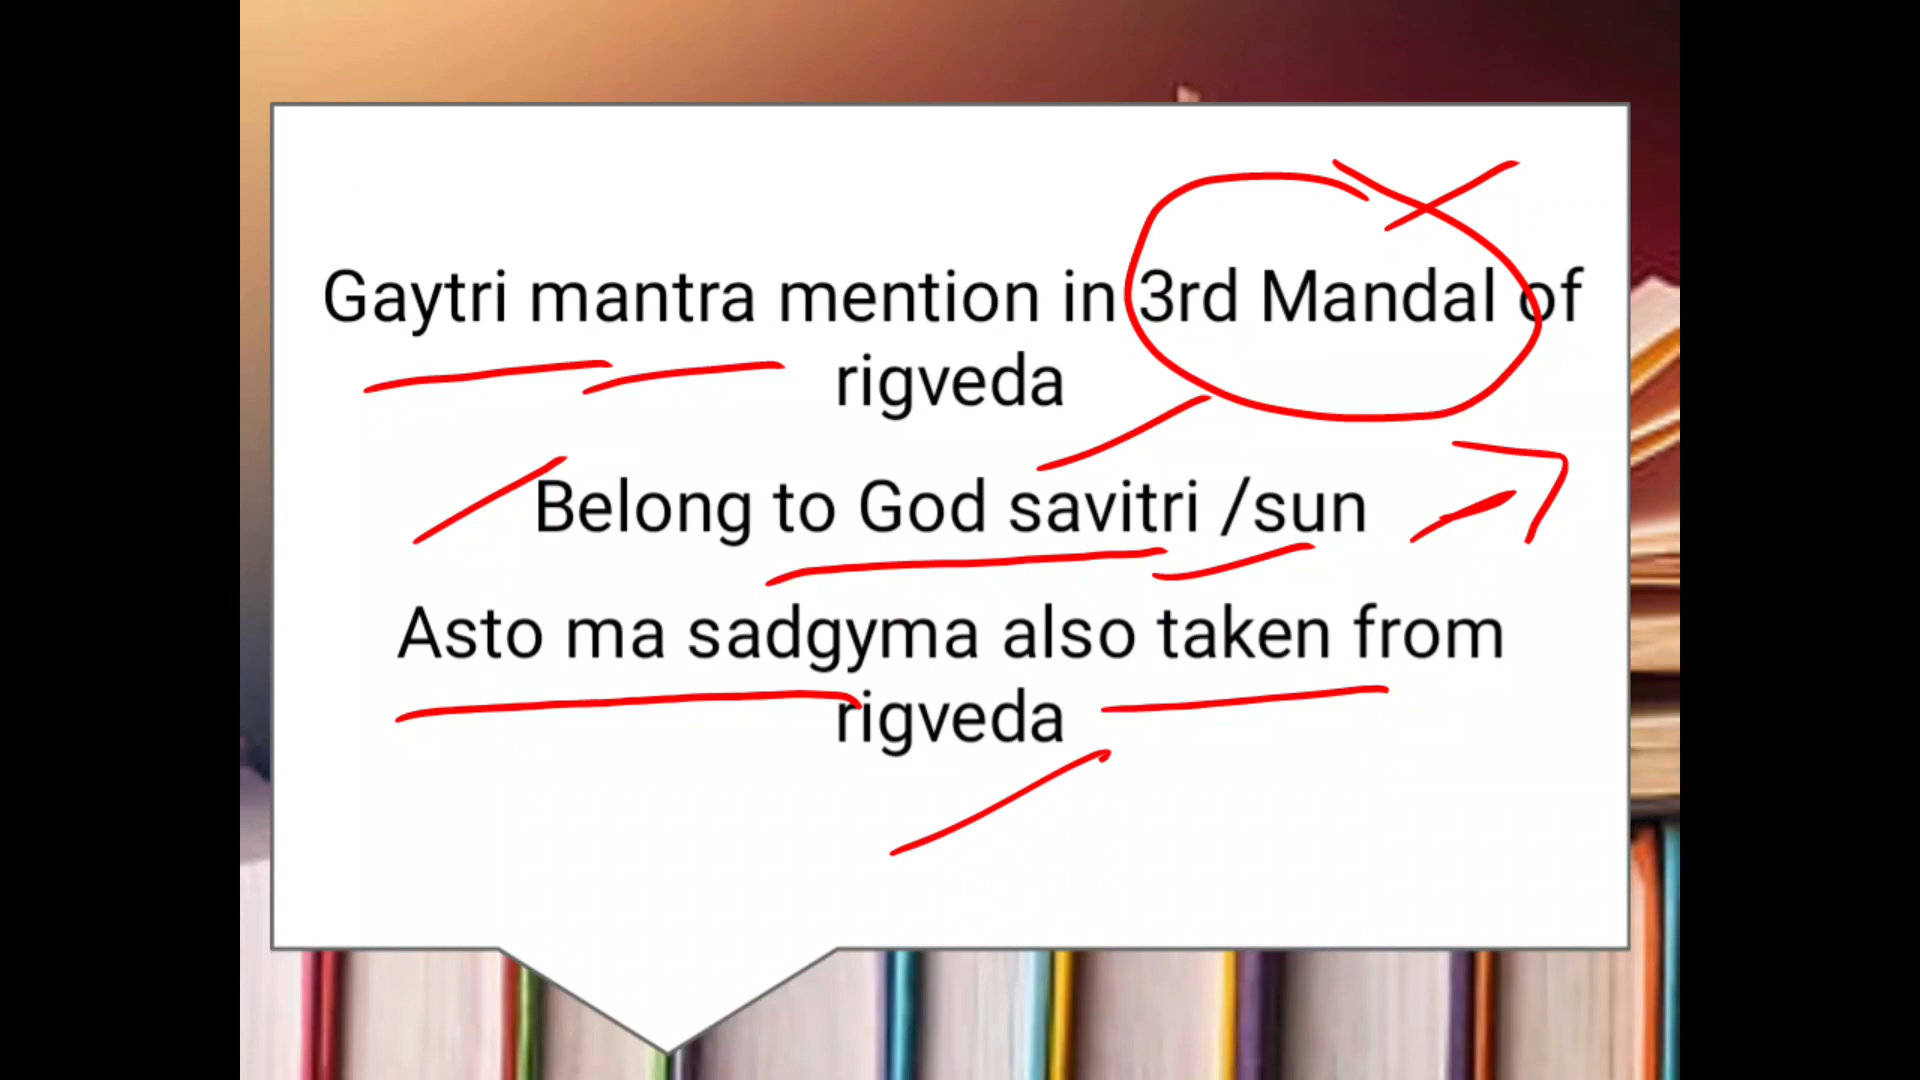 Gaytri mantra mention in 3rd Mandal of
rigveda
Belong to God savitri /sun
Asto ma sadgyma also taken from
rigveda